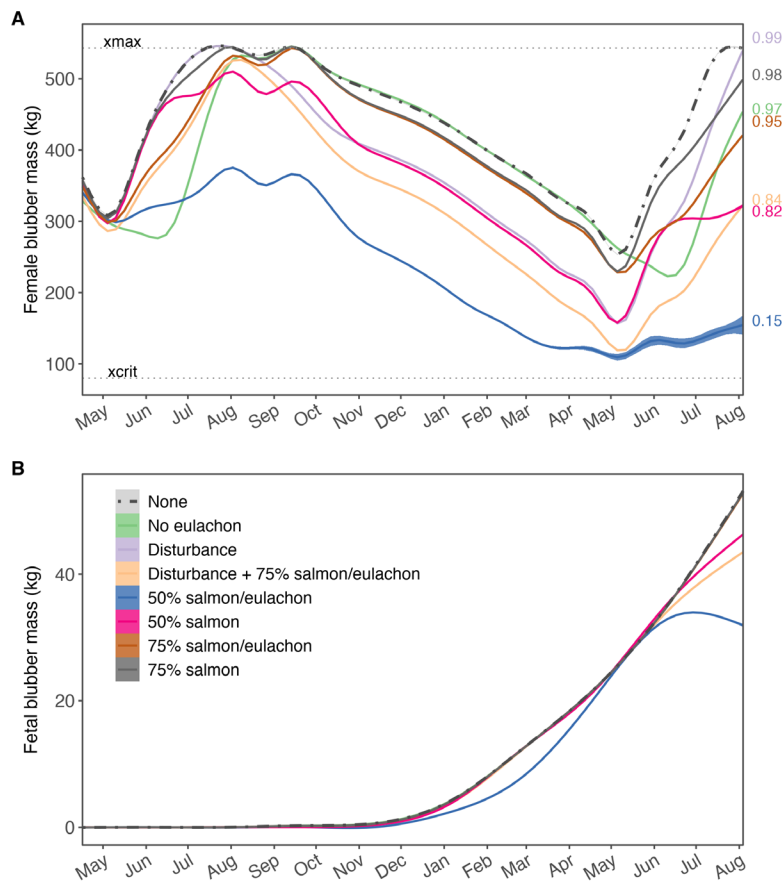 A
xmax
0.99
0.98
0.97
0.95
0.84
0.82
0.15
500
400
300
200
100
Female blubber mass (kg)
xcrit
May Jun Jul Aug Sep Oct Nov Dec Jan Feb Mar Apr May Jun Jul Aug
B
None
No eulachon
Disturbance
Disturbance + 75% salmon/eulachon
50% salmon/eulachon
50% salmon
75% salmon/eulachon
75% salmon
40
20
0
Fetal blubber mass (kg)
May Jun Jul Aug Sep Oct Nov Dec Jan Feb Mar Apr May Jun Jul Aug